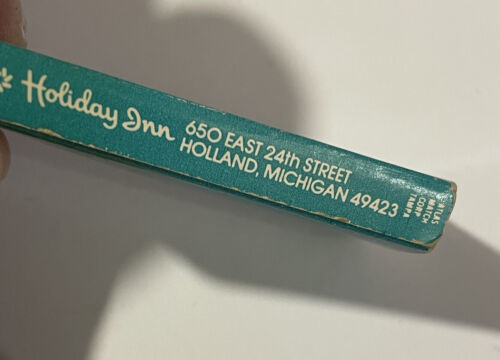 Holiday Inn
650 EAST 24th STREET
HOLLAND, MICHIGAN 49423
ATLAS
MATCH
CORP
TAMPA